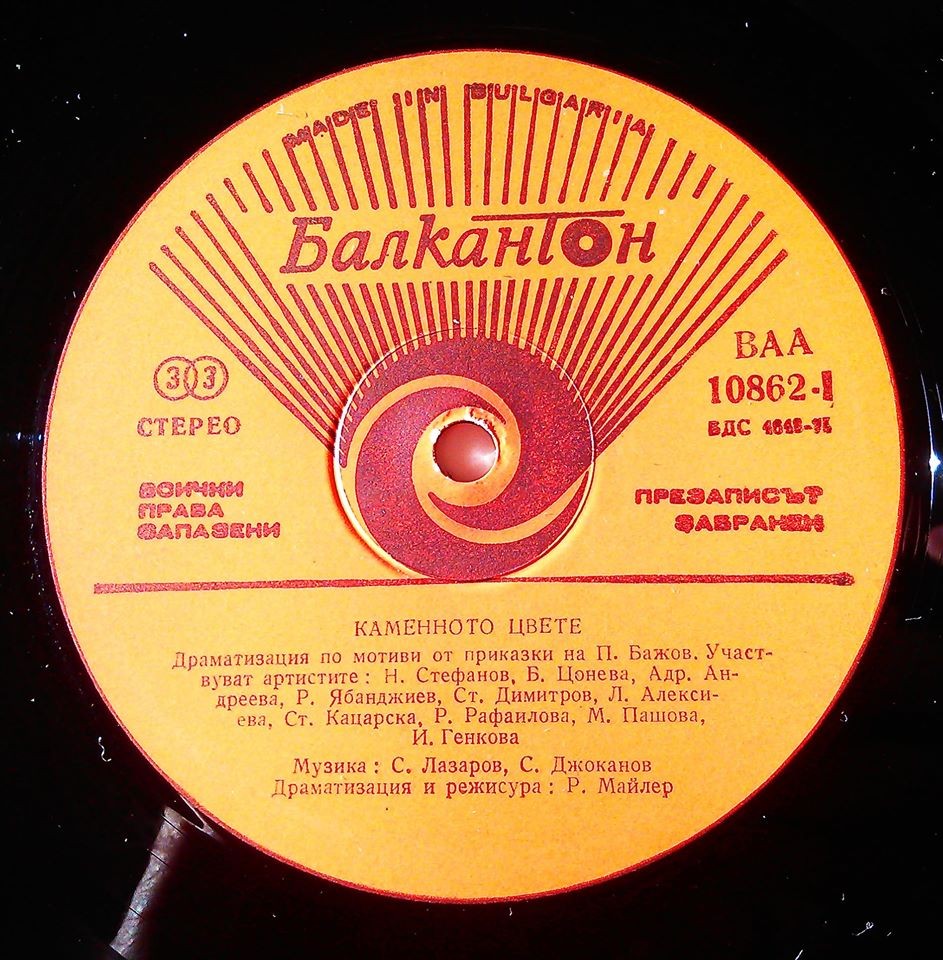 MADE IN BULGARIA
Балкантон
33
СТЕРЕО
ВАА
10862-I
БДС
ВСИЧКИ
ПРАВА
ЗАПАЗЕНИ
ПРЕЗАПИСЪТ
ЗАБРАНЕН
КАМЕННОТО ЦВЕТЕ
Драматизация по мотиви от приказки на П. Бажов. Участ-
вуват артистите : Н. Стефанов, Б. Цонева, Адр. Ан-
дреева, Р. Ябанджиев, Ст. Димитров, Л. Алекси-
ева, Ст. Кацарска, Р. Рафаилова, М. Пашова,
И. Генкова
Музика : С. Лазаров, С. Джоканов
Драматизация и режисура : Р. Майлер